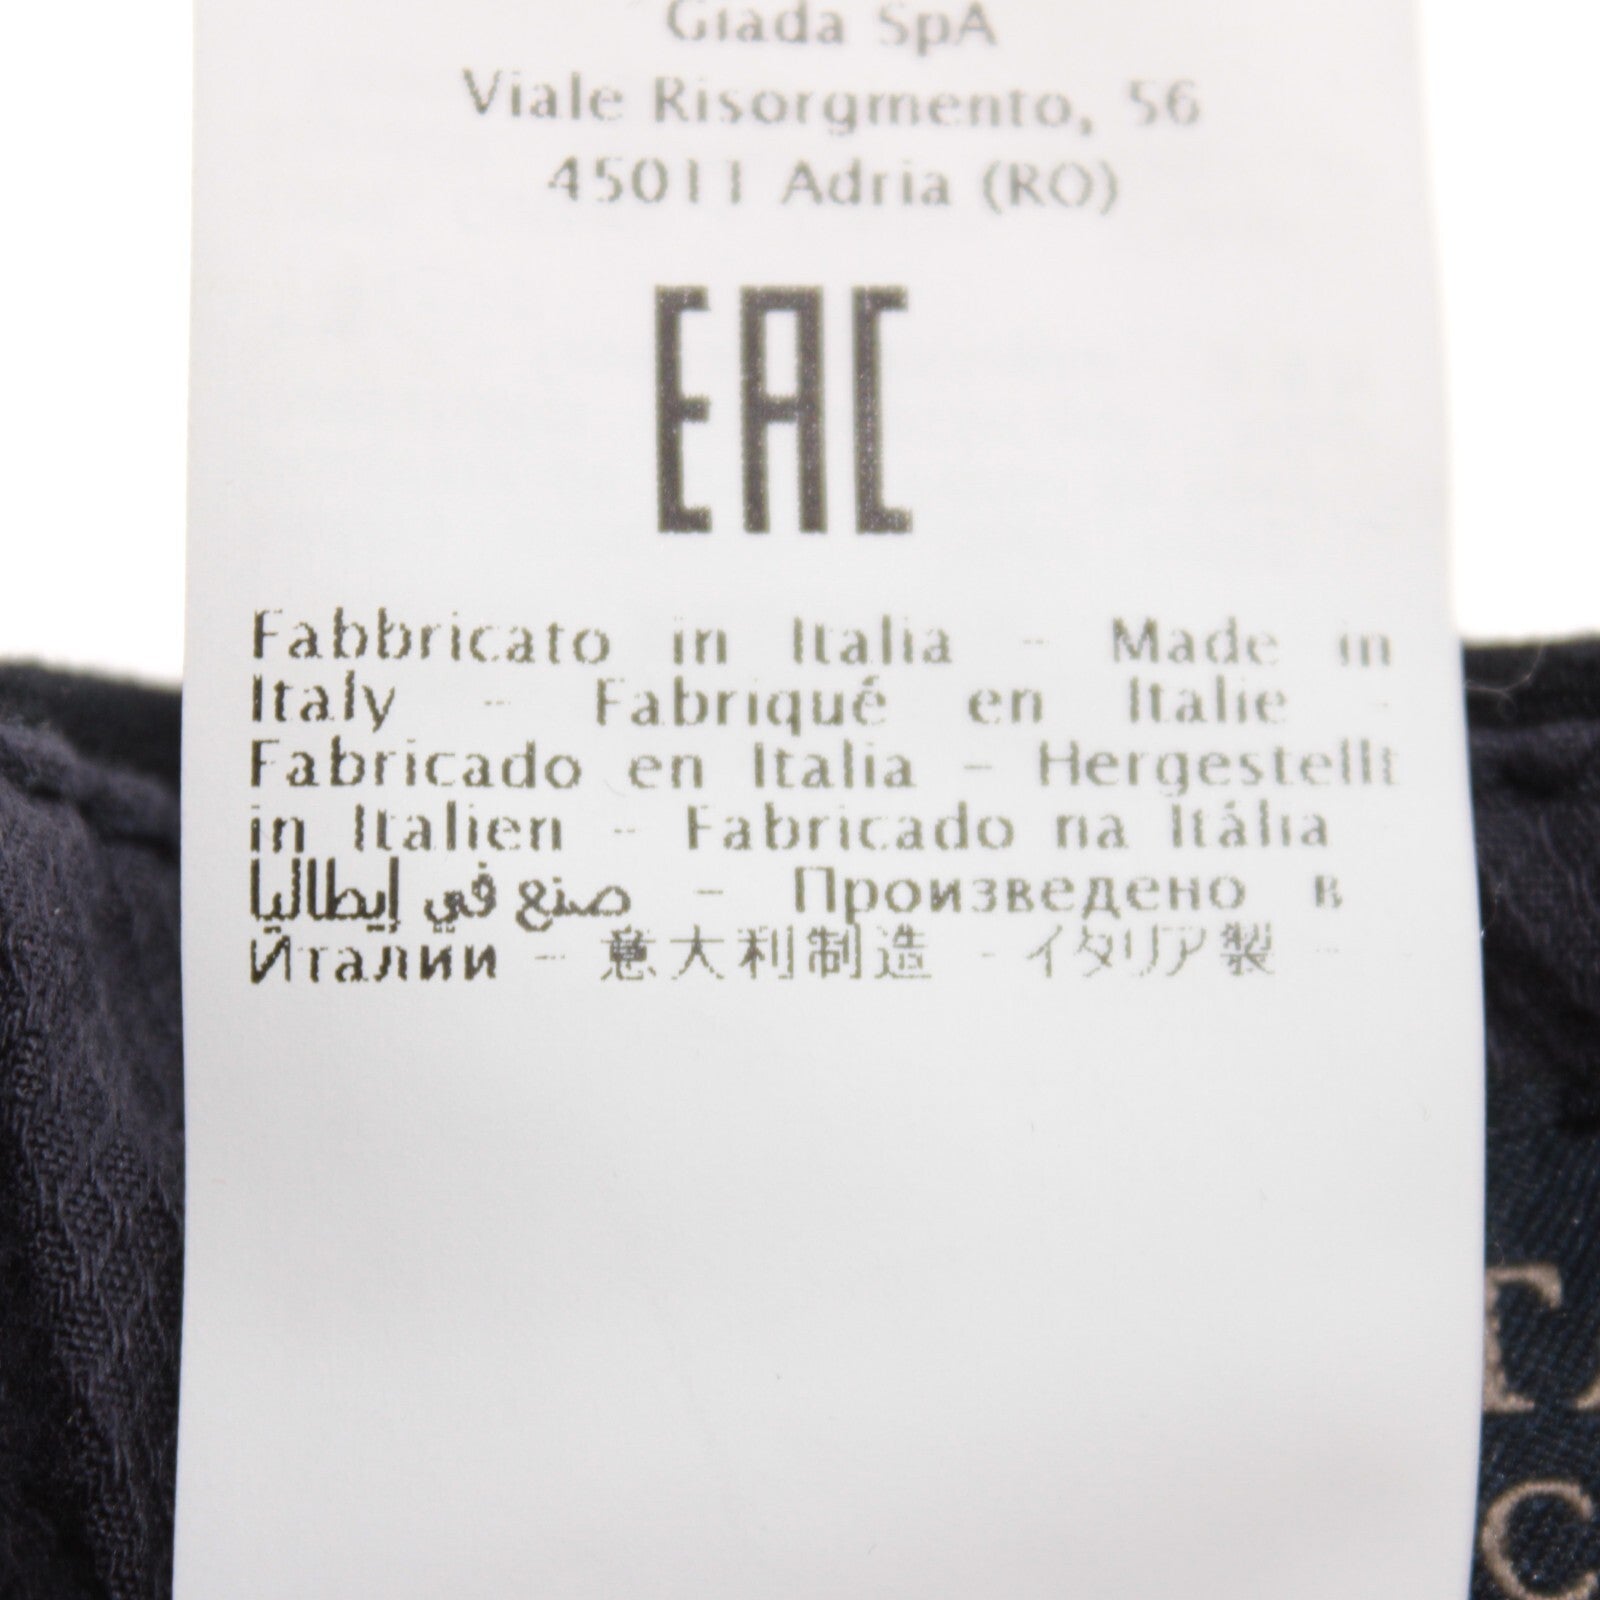 Giada SpA
Viale Risorgmento, 56
45011 Adria (RO)
EAC
Fabbricato in Italia - Made in
Italy - Fabriqué en Italie -
Fabricado en Italia - Hergestellt
in Italien - Fabricado na Itália
صنع في إيطاليا - Произведено в
Италии - 意大利制造 - イタリア製 -
T
C